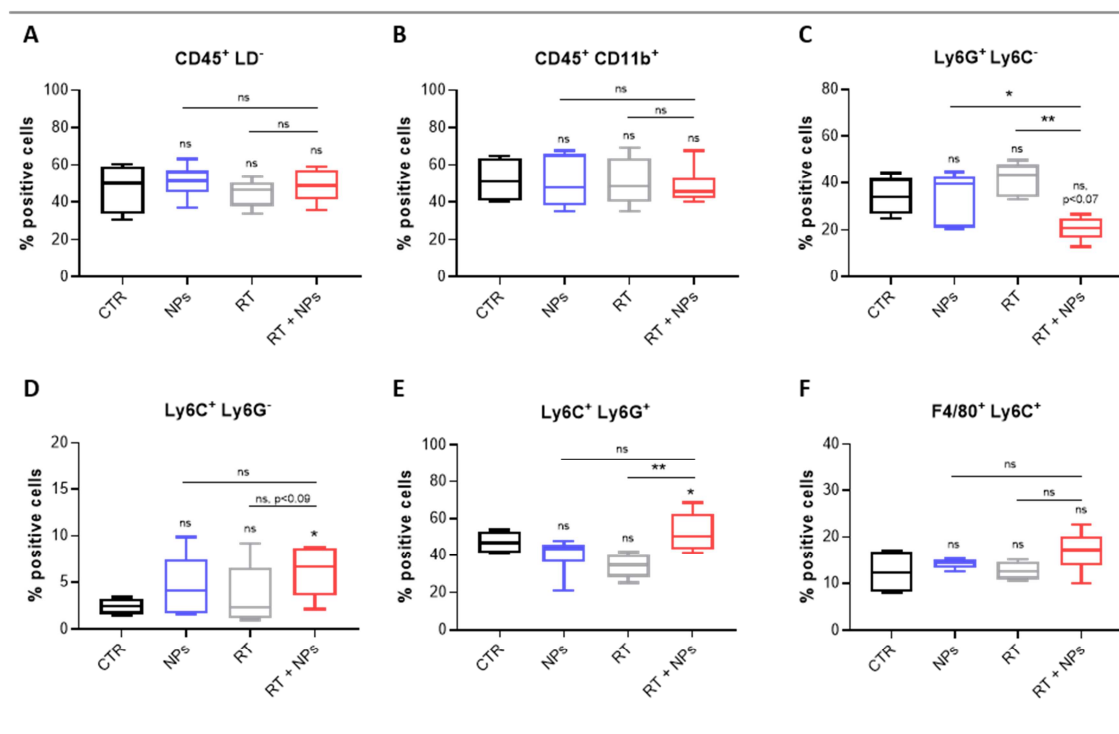 A
CD45⁺ LD⁻
% positive cells
100
80
60
40
20
0
ns
ns
ns
ns
ns
CTR
NPs
RT
RT + NPs
B
CD45⁺ CD11b⁺
% positive cells
100
80
60
40
20
0
ns
ns
ns
ns
ns
CTR
NPs
RT
RT + NPs
C
Ly6G⁺ Ly6C⁻
% positive cells
80
60
40
20
0
*
**
ns
ns
ns,
p<0.07
CTR
NPs
RT
RT + NPs
D
Ly6C⁺ Ly6G⁻
% positive cells
20
15
10
5
0
ns
ns, p<0.09
ns
ns
*
CTR
NPs
RT
RT + NPs
E
Ly6C⁺ Ly6G⁺
% positive cells
100
80
60
40
20
0
ns
**
*
ns
ns
CTR
NPs
RT
RT + NPs
F
F4/80⁺ Ly6C⁺
% positive cells
40
30
20
10
0
ns
ns
ns
ns
ns
CTR
NPs
RT
RT + NPs